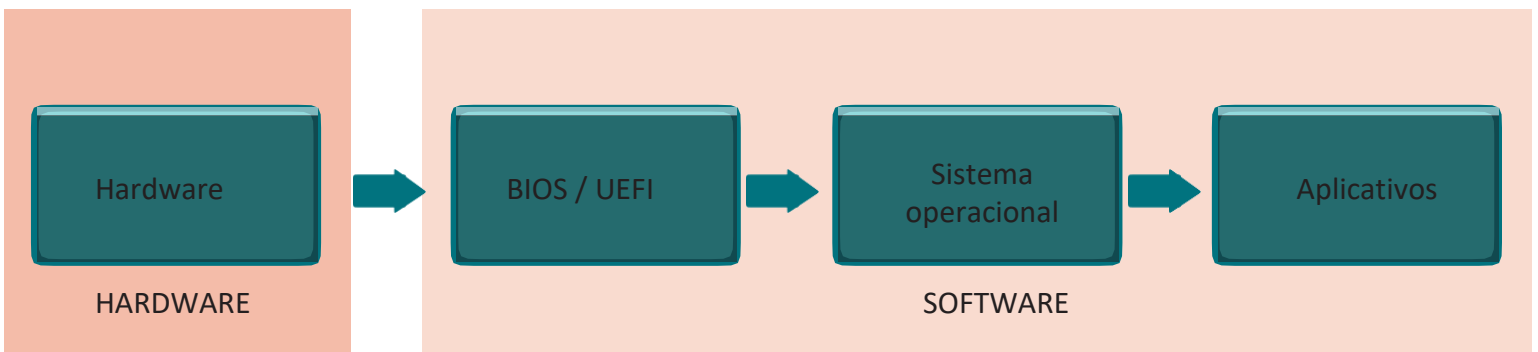 Hardware
BIOS / UEFI
Sistema
operacional
Aplicativos
HARDWARE
SOFTWARE